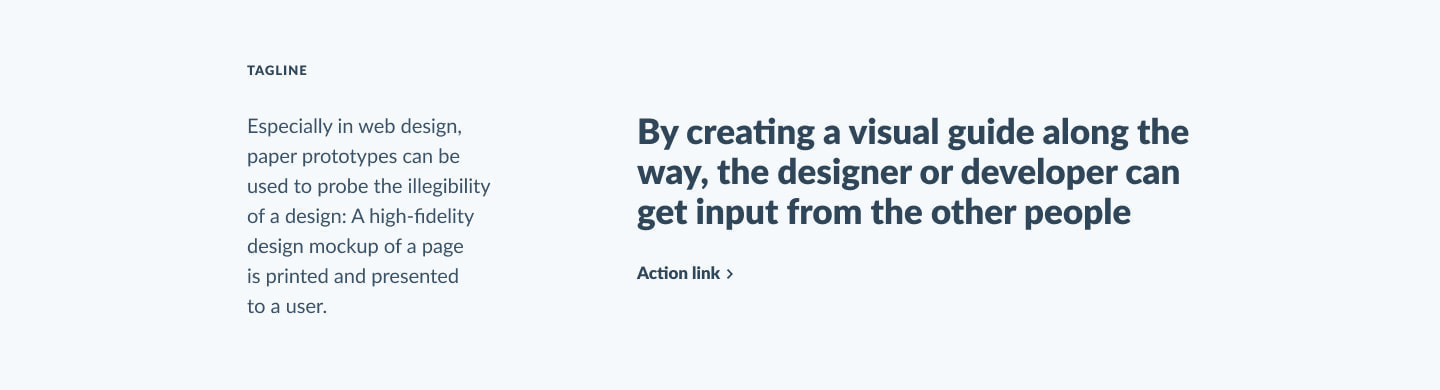 TAGLINE
Especially in web design,
paper prototypes can be
used to probe the illegibility
of a design: A high-fidelity
design mockup of a page
is printed and presented
to a user.
By creating a visual guide along the
way, the designer or developer can
get input from the other people
Action link >